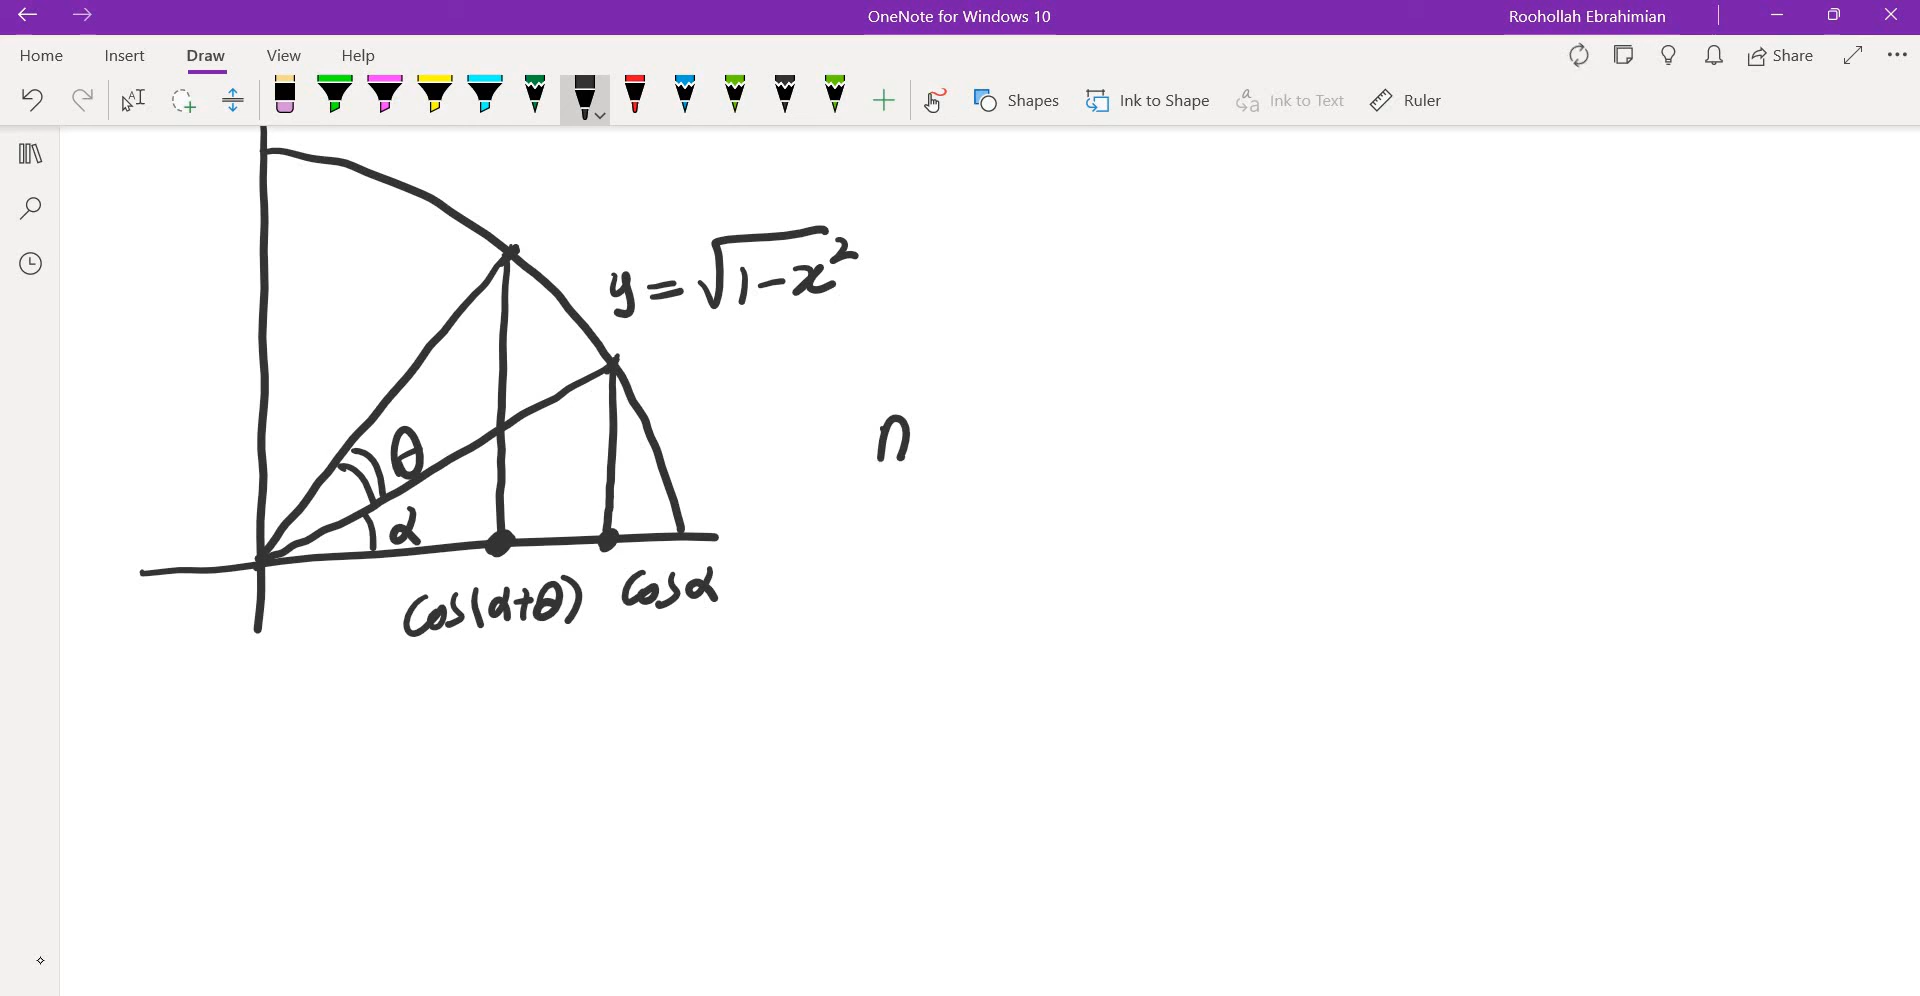 OneNote for Windows 10
Roohollah Ebrahimian
Home Insert Draw View Help
Share
Shapes Ink to Shape Ink to Text Ruler
y = √(1-x²)
θ
n
α
cos(α+θ) cosα